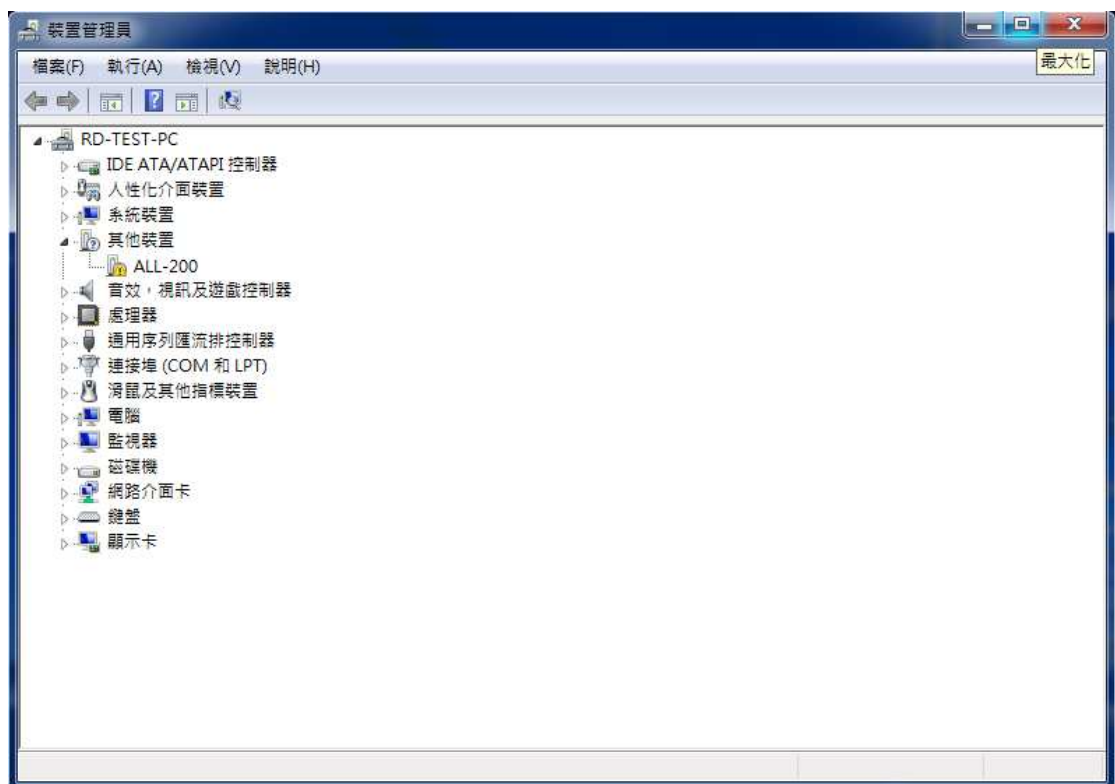 裝置管理員
檔案(F) 執行(A) 檢視(V) 說明(H)
最大化
RD-TEST-PC
IDE ATA/ATAPI 控制器
人性化介面裝置
系統裝置
其他裝置
ALL-200
音效，視訊及遊戲控制器
處理器
通用序列匯流排控制器
連接埠 (COM 和 LPT)
滑鼠及其他指標裝置
電腦
監視器
磁碟機
網路介面卡
鍵盤
顯示卡